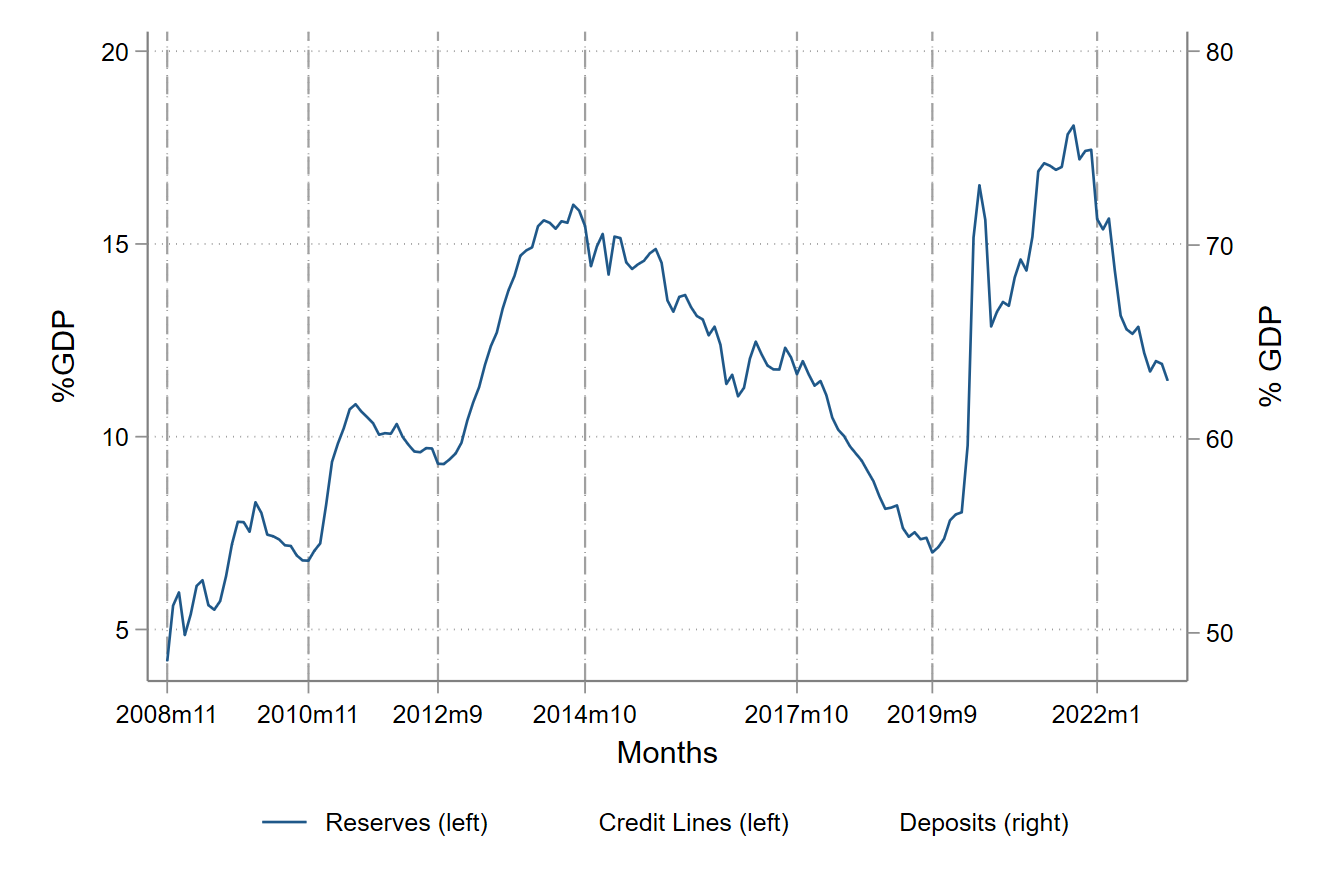 20
15
10
5
%GDP
80
70
60
50
% GDP
2008m11 2010m11 2012m9 2014m10 2017m10 2019m9 2022m1
Months
Reserves (left) Credit Lines (left) Deposits (right)